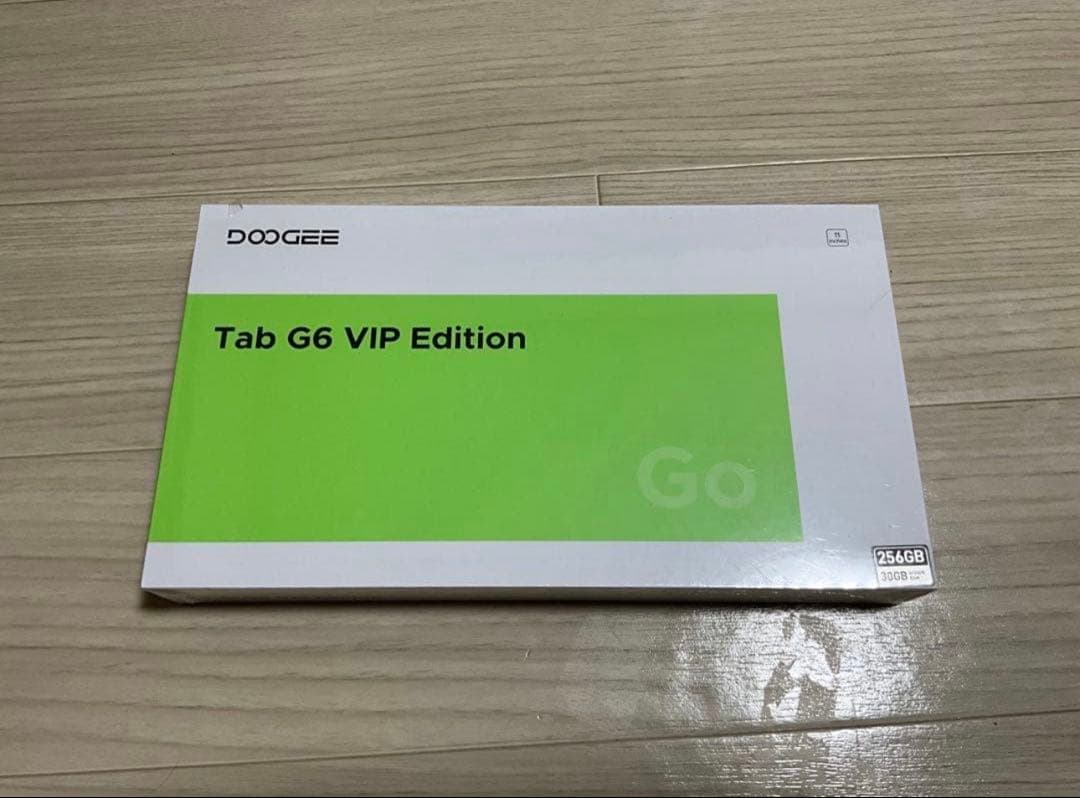 DOOGEE
11
inches
Tab G6 VIP Edition
Go
256GB
30GB